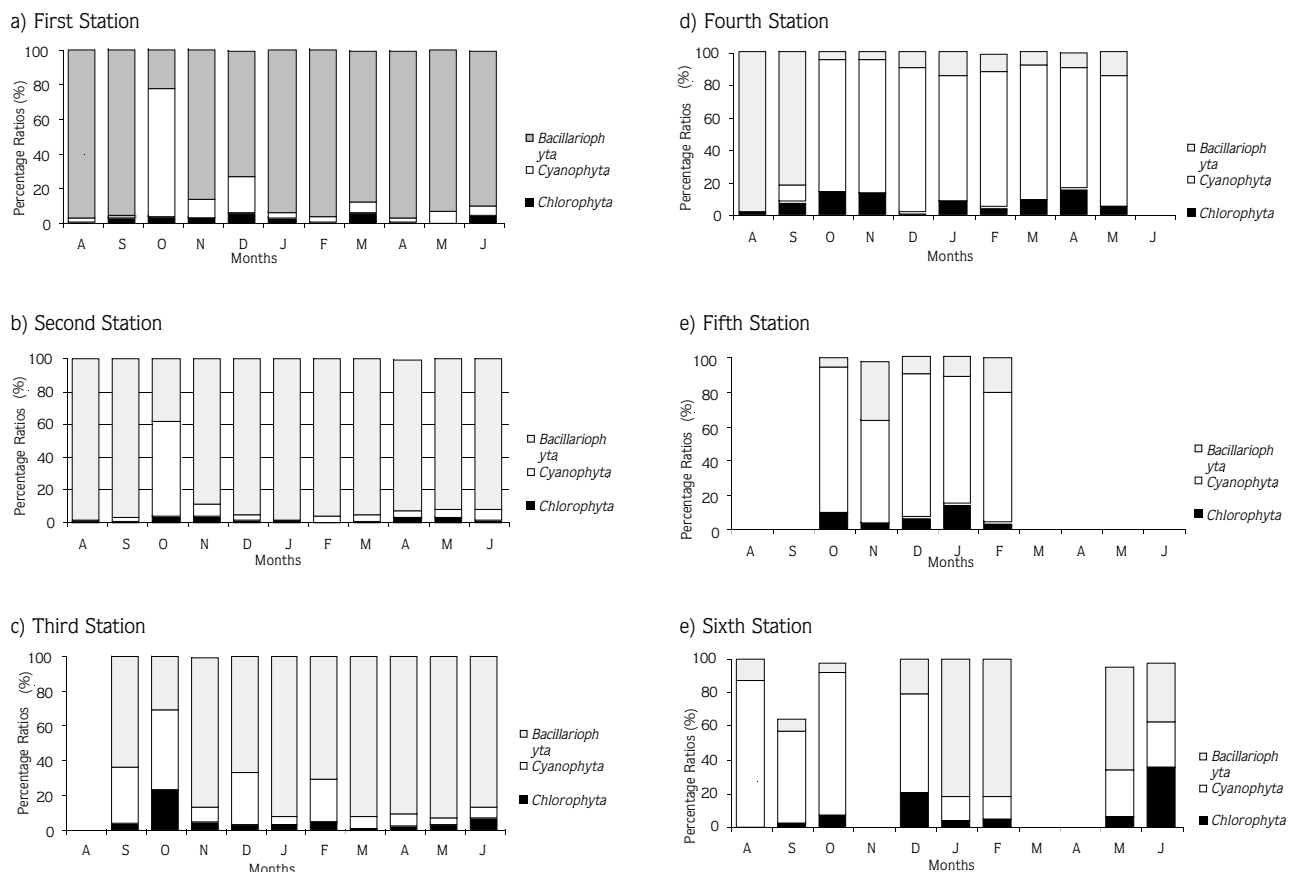 a) First Station
Percentage Ratios (%)
100
80
60
40
20
0
A S O N D J F M A M J
Months
Bacillarioph
yta
Cyanophyta
Chlorophyta
b) Second Station
Percentage Ratios (%)
100
80
60
40
20
0
A S O N D J F M A M J
Months
Bacillarioph
yta
Cyanophyta
Chlorophyta
c) Third Station
Percentage Ratios (%)
100
80
60
40
20
0
A S O N D J F M A M J
Months
Bacillarioph
yta
Cyanophyta
Chlorophyta
d) Fourth Station
Percentage Ratios (%)
100
80
60
40
20
0
A S O N D J F M A M J
Months
Bacillarioph
yta
Cyanophyta
Chlorophyta
e) Fifth Station
Percentage Ratios (%)
100
80
60
40
20
0
A S O N D J F M A M J
Months
Bacillarioph
yta
Cyanophyta
Chlorophyta
e) Sixth Station
Percentage Ratios (%)
100
80
60
40
20
0
A S O N D J F M A M J
Months
Bacillarioph
yta
Cyanophyta
Chlorophyta